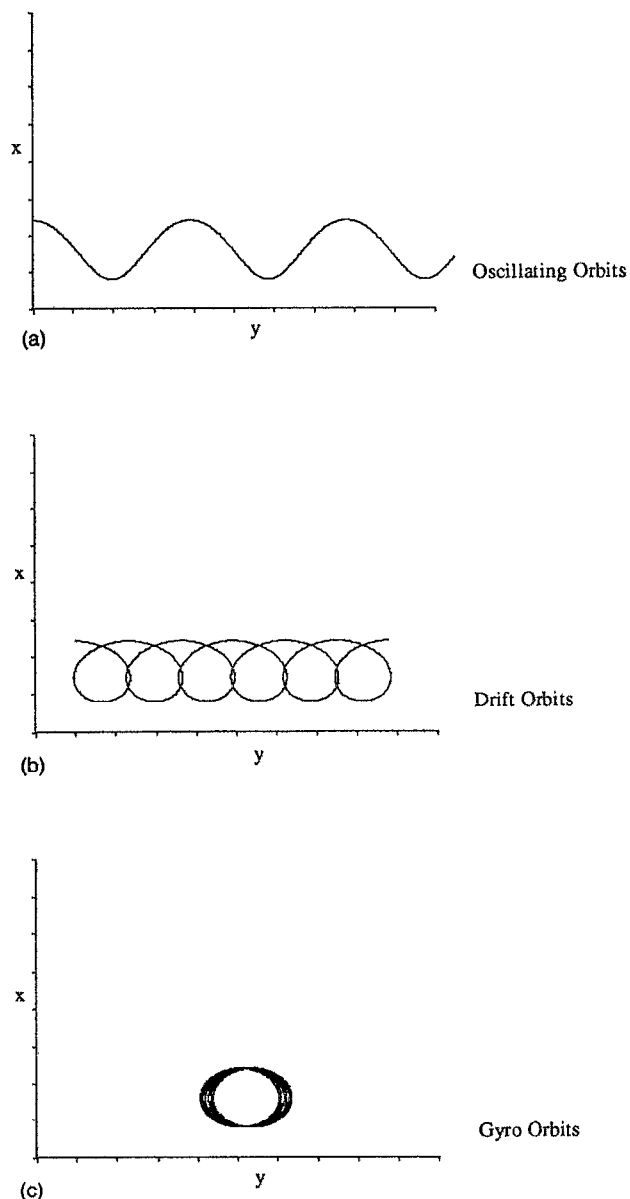 x
Oscillating Orbits
y
(a)
x
Drift Orbits
y
(b)
x
Gyro Orbits
y
(c)